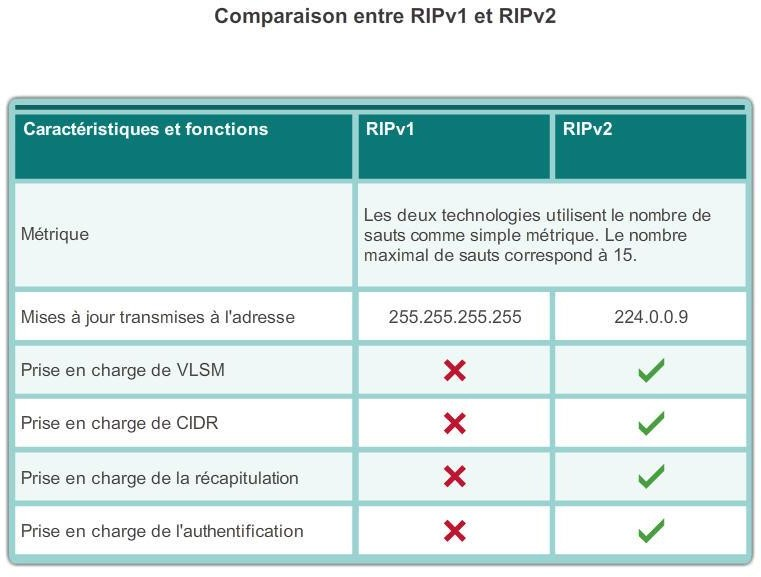 Comparaison entre RIPv1 et RIPv2
Caractéristiques et fonctions
RIPv1
RIPv2
Métrique
Les deux technologies utilisent le nombre de
sauts comme simple métrique. Le nombre
maximal de sauts correspond à 15.
Mises à jour transmises à l'adresse
255.255.255.255
224.0.0.9
Prise en charge de VLSM
Prise en charge de CIDR
Prise en charge de la récapitulation
Prise en charge de l'authentification